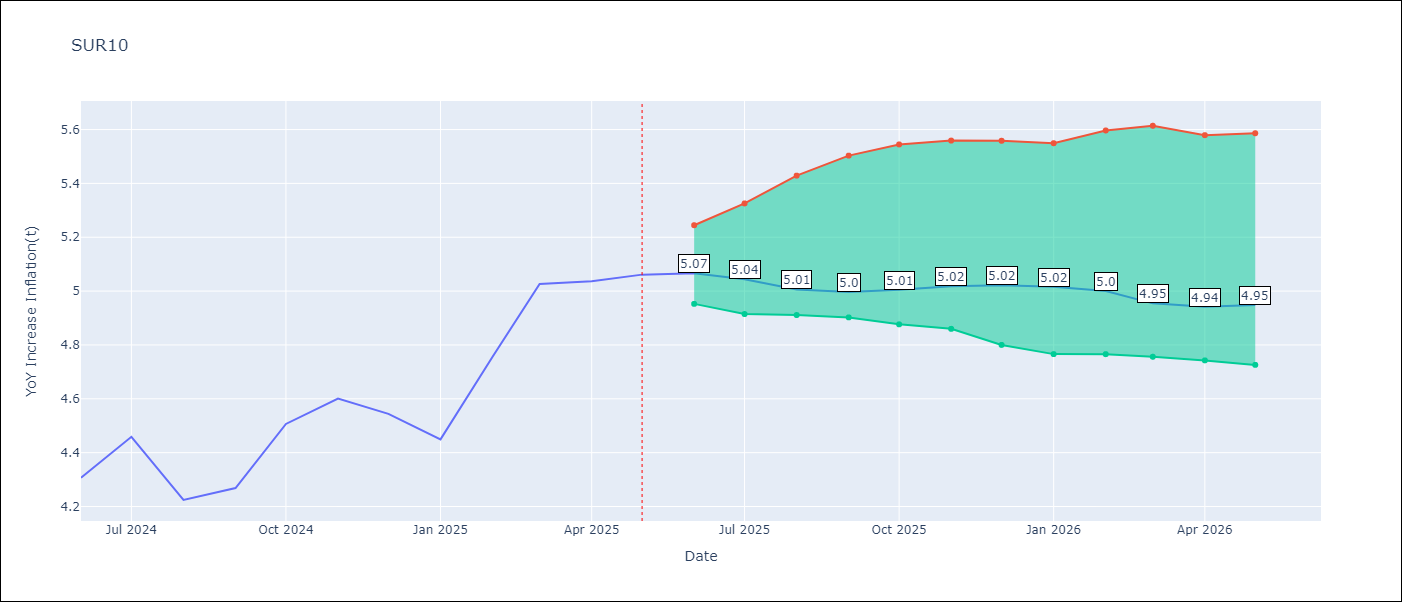 SUR10
YoY Increase Inflation(t)
5.6
5.4
5.2
5
4.8
4.6
4.4
4.2
5.07
5.04
5.01
5.0
5.01
5.02
5.02
5.02
5.0
4.95
4.94
4.95
Jul 2024
Oct 2024
Jan 2025
Apr 2025
Jul 2025
Oct 2025
Jan 2026
Apr 2026
Date